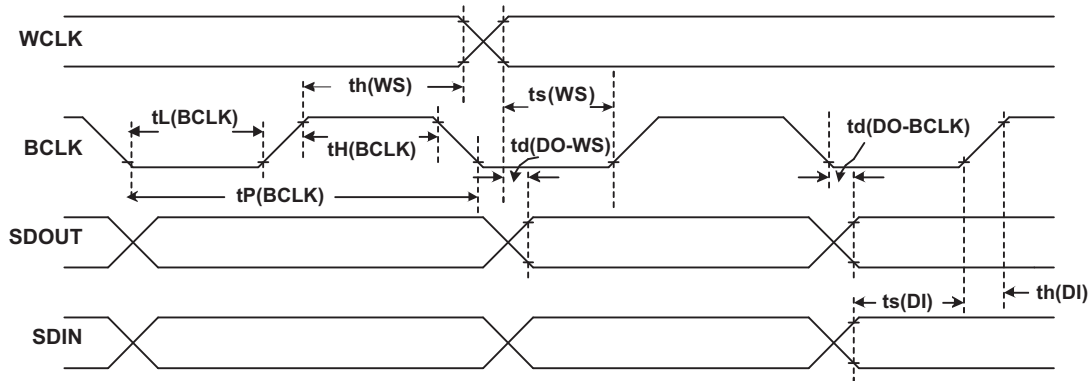 WCLK
th(WS)
ts(WS)
tL(BCLK)
td(DO-BCLK)
BCLK
tH(BCLK)
td(DO-WS)
tP(BCLK)
SDOUT
ts(DI)
th(DI)
SDIN